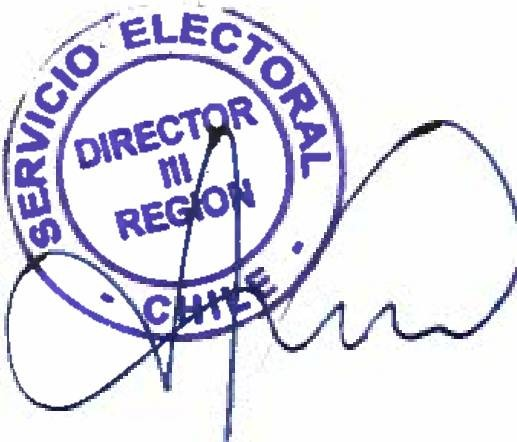 SERVICIO ELECTORAL
DIRECTOR
III
REGION
CHILE